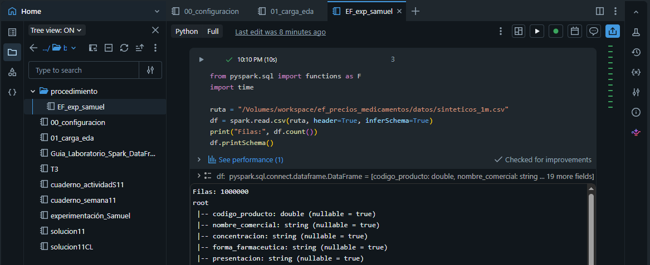 Home
00_configuracion
01_carga_eda
EF_exp_samuel
Tree view: ON
Python Full Last edit was 8 minutes ago
Type to search
procedimiento
EF_exp_samuel
00_configuracion
01_carga_eda
Guia_Laboratorio_Spark_DataFr...
T3
cuaderno_actividadS11
cuaderno_semana11
experimentación_Samuel
solucion11
solucion11CL
10:10 PM (10s)
3
from pyspark.sql import functions as F
import time
ruta = "/Volumes/workspace/ef_precios_medicamentos/datos/sinteticos_1m.csv"
df = spark.read.csv(ruta, header=True, inferSchema=True)
print("Filas:", df.count())
df.printSchema()
See performance (1)
Checked for improvements
df: pyspark.sql.connect.dataframe.DataFrame = [codigo_producto: double, nombre_comercial: string ... 19 more fields]
Filas: 1000000
root
|-- codigo_producto: double (nullable = true)
|-- nombre_comercial: string (nullable = true)
|-- concentracion: string (nullable = true)
|-- forma_farmaceutica: string (nullable = true)
|-- presentacion: string (nullable = true)